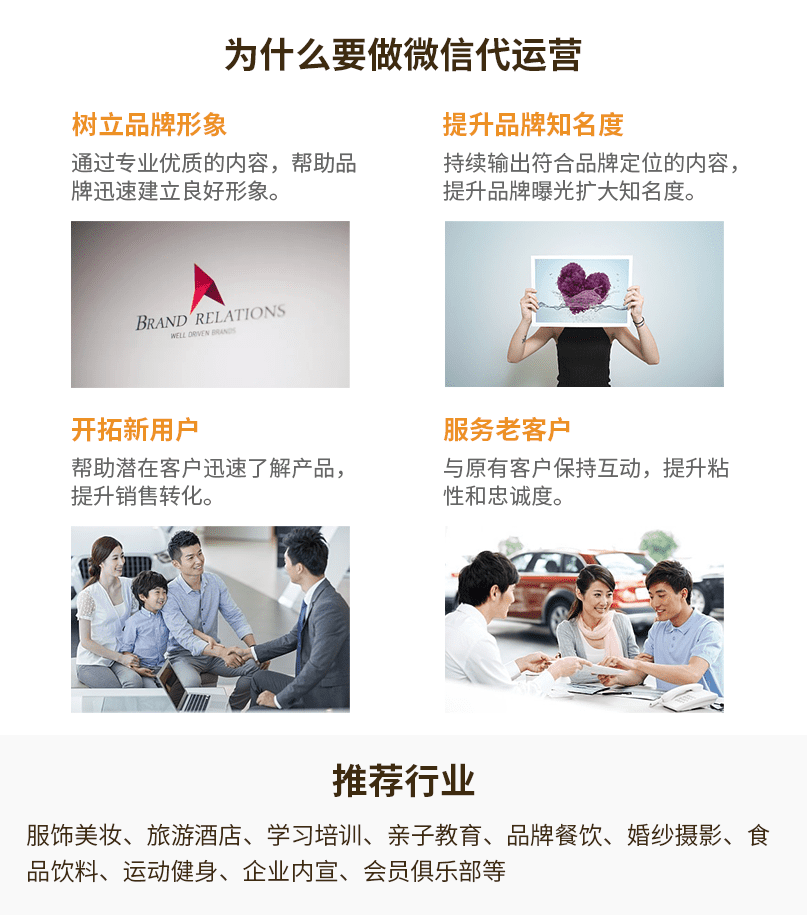 为什么要做微信代运营
树立品牌形象
通过专业优质的内容，帮助品
牌迅速建立良好形象。
提升品牌知名度
持续输出符合品牌定位的内容，
提升品牌曝光扩大知名度。
BRAND RELATIONS
WELL DRIVEN BRANDS
开拓新用户
帮助潜在客户迅速了解产品，
提升销售转化。
服务老客户
与原有客户保持互动，提升粘
性和忠诚度。
推荐行业
服饰美妆、旅游酒店、学习培训、亲子教育、品牌餐饮、婚纱摄影、食
品饮料、运动健身、企业内宣、会员俱乐部等